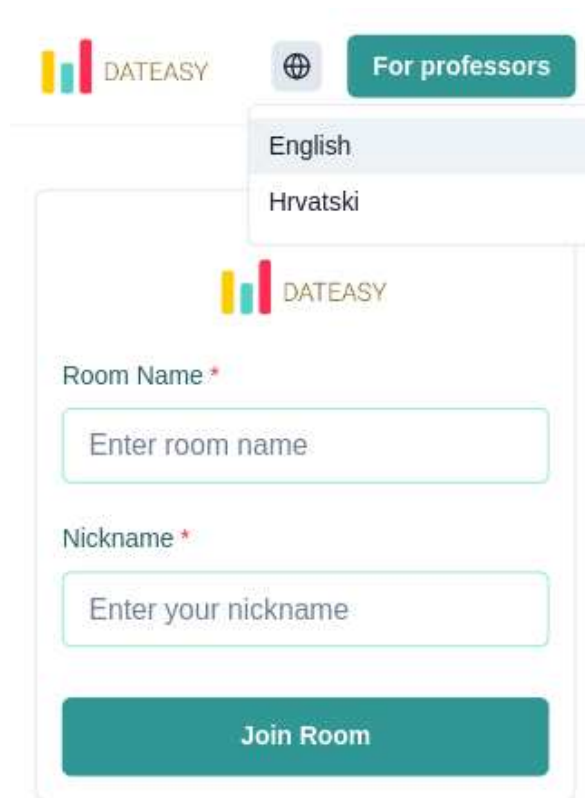 DATEASY
For professors
English
Hrvatski
DATEASY
Room Name *
Enter room name
Nickname *
Enter your nickname
Join Room